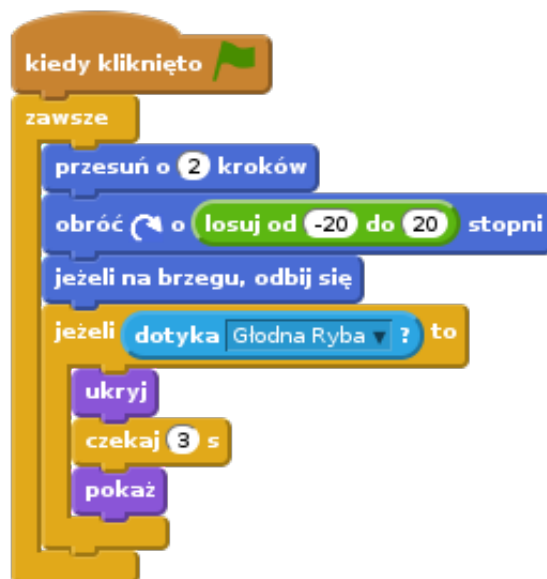 kiedy kliknięto
zawsze
przesuń o 2 kroków
obróć o losuj od -20 do 20 stopni
jeżeli na brzegu, odbij się
jeżeli dotyka Głodna Ryba ? to
ukryj
czekaj 3 s
pokaż